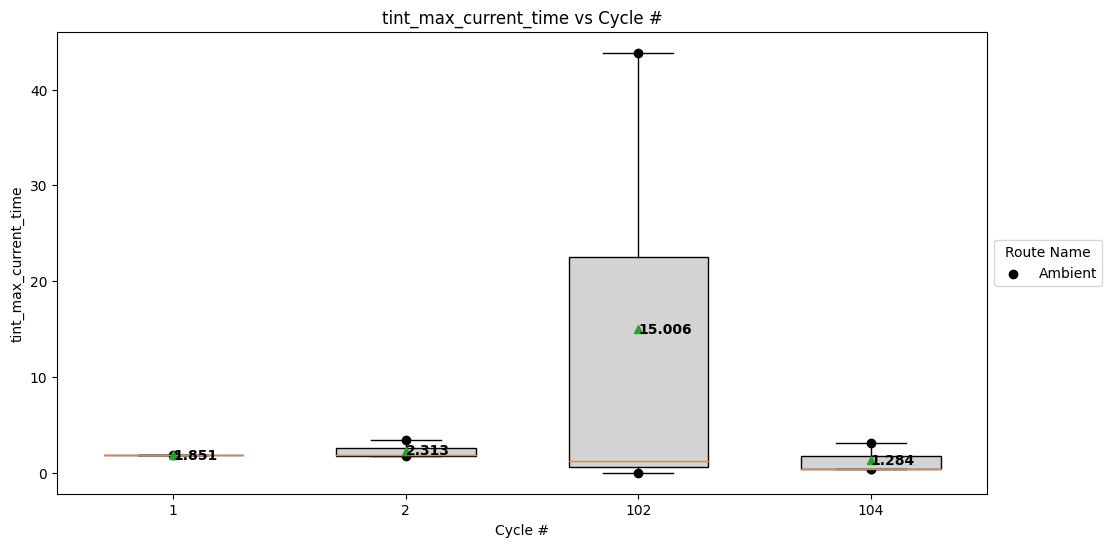 tint_max_current_time vs Cycle #
tint_max_current_time
40
30
20
10
0
1.851
2.313
15.006
1.284
1
2
102
104
Cycle #
Route Name
Ambient